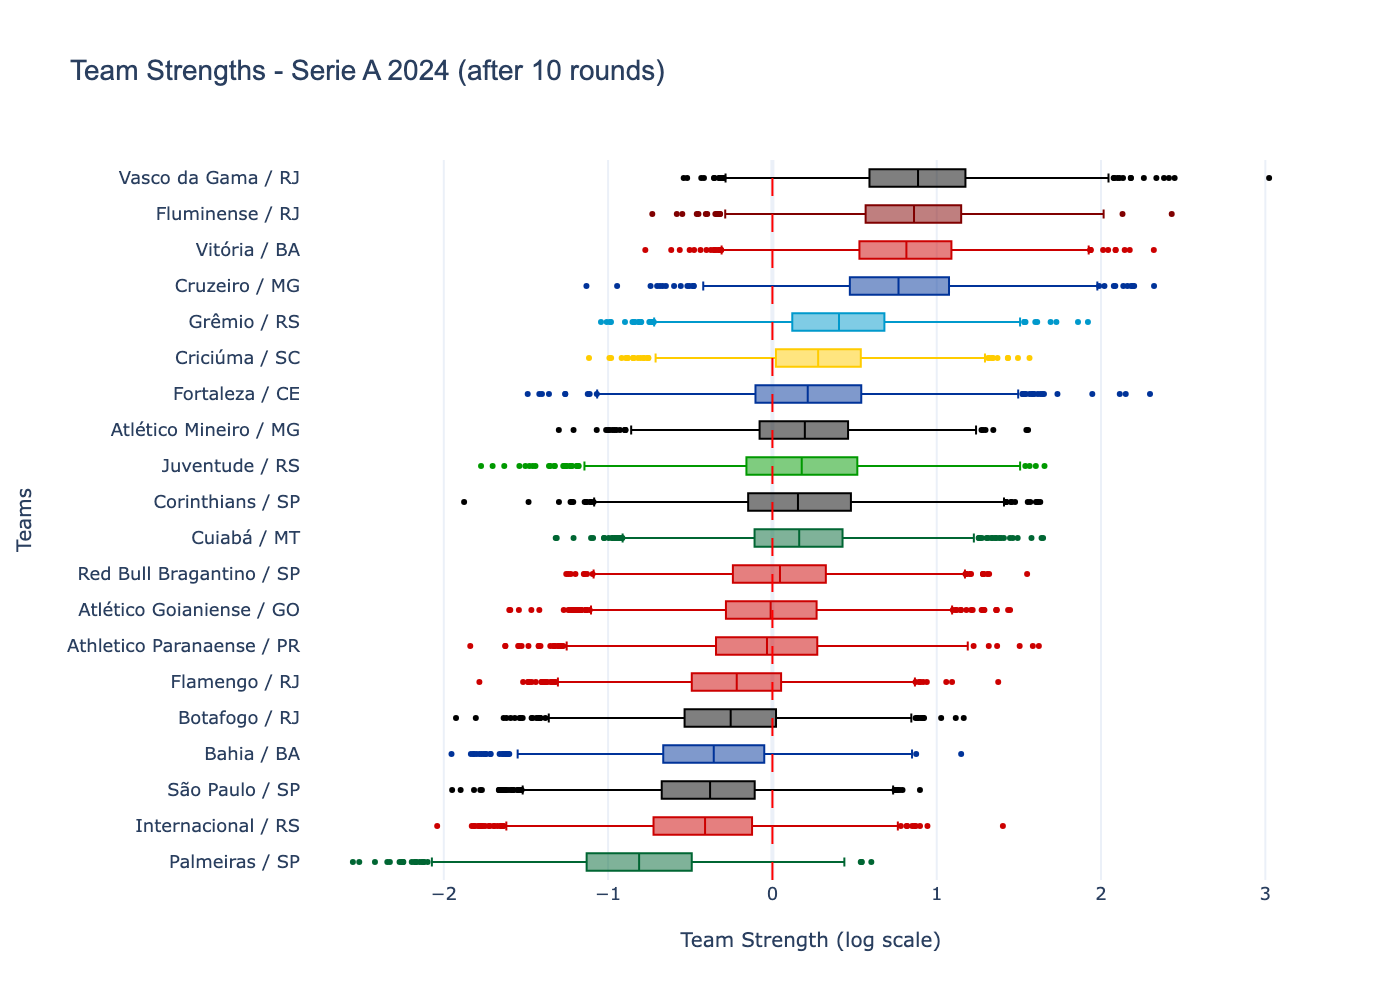 Team Strengths - Serie A 2024 (after 10 rounds)
Vasco da Gama / RJ
Fluminense / RJ
Vitória / BA
Cruzeiro / MG
Grêmio / RS
Criciúma / SC
Fortaleza / CE
Atlético Mineiro / MG
Juventude / RS
Corinthians / SP
Cuiabá / MT
Red Bull Bragantino / SP
Atlético Goianiense / GO
Athletico Paranaense / PR
Flamengo / RJ
Botafogo / RJ
Bahia / BA
São Paulo / SP
Internacional / RS
Palmeiras / SP
Teams
−2 −1 0 1 2 3
Team Strength (log scale)